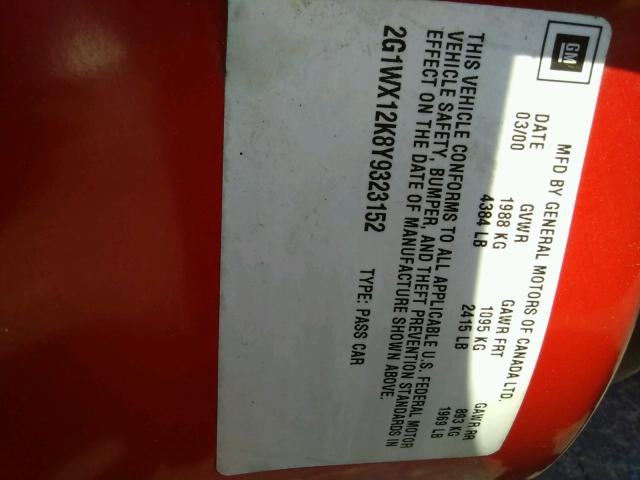 GM
MFD BY GENERAL MOTORS OF CANADA LTD.
DATE GVWR GAWR FRT GAWR RR
03/00 1988 KG 1095 KG 893 KG
4384 LB 2415 LB 1969 LB
THIS VEHICLE CONFORMS TO ALL APPLICABLE U.S. FEDERAL MOTOR
VEHICLE SAFETY, BUMPER, AND THEFT PREVENTION STANDARDS IN
EFFECT ON THE DATE OF MANUFACTURE SHOWN ABOVE.
2G1WX12K8Y9323152 TYPE: PASS CAR